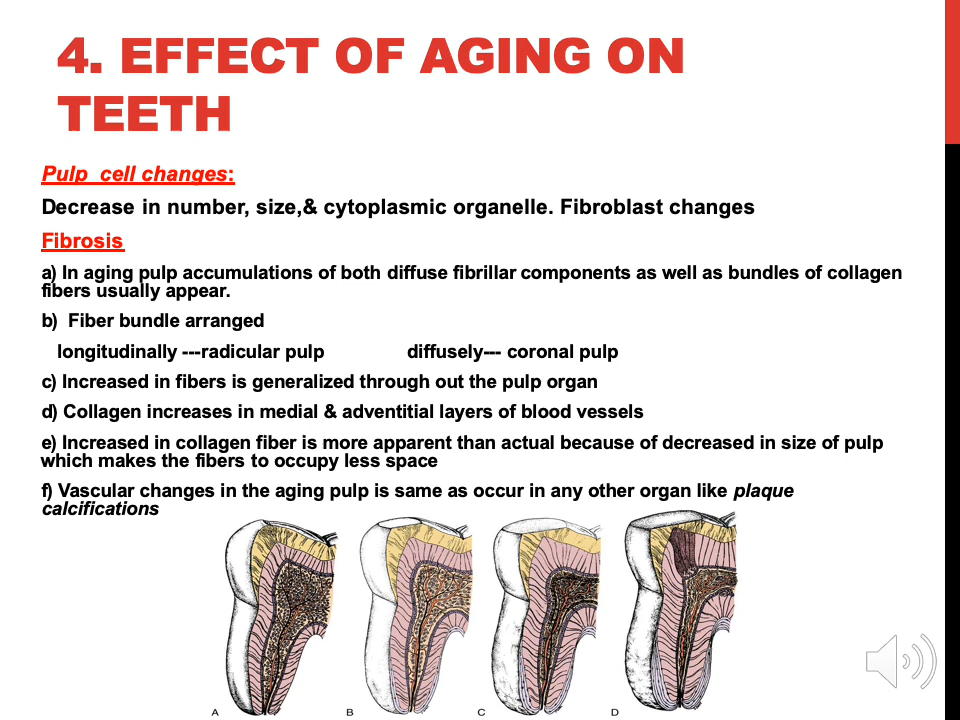 4. EFFECT OF AGING ON
TEETH
Pulp  cell changes:
Decrease in number, size,& cytoplasmic organelle. Fibroblast changes
Fibrosis
a) In aging pulp accumulations of both diffuse fibrillar components as well as bundles of collagen
fibers usually appear.
b)  Fiber bundle arranged
longitudinally ---radicular pulp                diffusely--- coronal pulp
c) Increased in fibers is generalized through out the pulp organ
d) Collagen increases in medial & adventitial layers of blood vessels
e) Increased in collagen fiber is more apparent than actual because of decreased in size of pulp
which makes the fibers to occupy less space
f) Vascular changes in the aging pulp is same as occur in any other organ like plaque
calcifications
A B C D